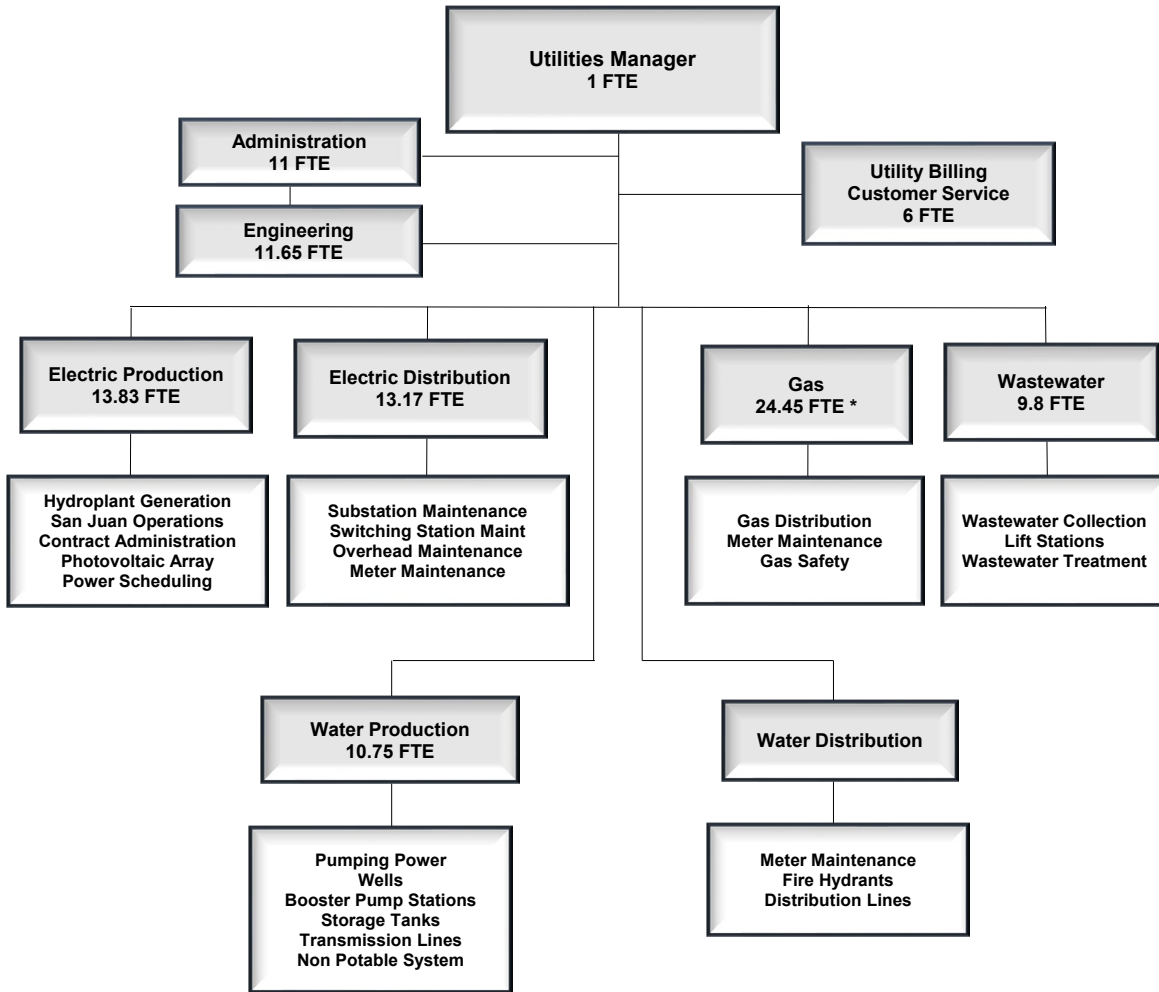 Utilities Manager
1 FTE
Administration
11 FTE
Utility Billing
Customer Service
6 FTE
Engineering
11.65 FTE
Electric Production
13.83 FTE
Electric Distribution
13.17 FTE
Gas
24.45 FTE *
Wastewater
9.8 FTE
Hydroplant Generation
San Juan Operations
Contract Administration
Photovoltaic Array
Power Scheduling
Substation Maintenance
Switching Station Maint
Overhead Maintenance
Meter Maintenance
Gas Distribution
Meter Maintenance
Gas Safety
Wastewater Collection
Lift Stations
Wastewater Treatment
Water Production
10.75 FTE
Water Distribution
Pumping Power
Wells
Booster Pump Stations
Storage Tanks
Transmission Lines
Non Potable System
Meter Maintenance
Fire Hydrants
Distribution Lines